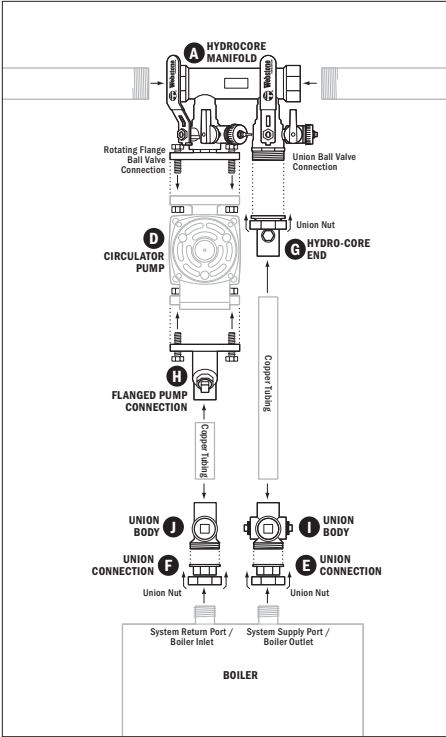 A HYDROCORE
MANIFOLD
Webstone
Webstone
Rotating Flange
Ball Valve
Connection
Union Ball Valve
Connection
Union Nut
D
CIRCULATOR
PUMP
G HYDRO-CORE
END
H
FLANGED PUMP
CONNECTION
Copper Tubing
Copper Tubing
UNION
BODY J
I UNION
BODY
UNION
CONNECTION F
E UNION
CONNECTION
Union Nut
Union Nut
System Return Port /
Boiler Inlet
System Supply Port /
Boiler Outlet
BOILER